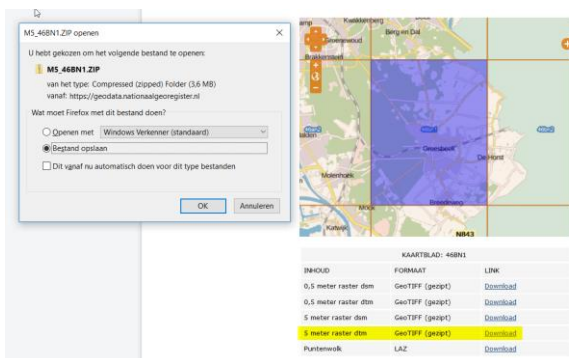 M5_46BN1.ZIP openen
U hebt gekozen om het volgende bestand te openen:
M5_46BN1.ZIP
van het type: Compressed (zipped) Folder (3,6 MB)
vanaf: https://geodata.nationaalgeoregister.nl
Wat moet Firefox met dit bestand doen?
Openen met Windows Verkenner (standaard)
Bestand opslaan
Dit vanaf nu automatisch doen voor dit type bestanden
OK Annuleren
Kwakkenberg
Berg en Dal
Groenewoud
Brakkenstein
Groesbeek
De Horst
Molenhoek
Mook
Bredeweg
Katwijk
N843
KAARTBLAD: 46BN1
INHOUD FORMAAT LINK
0,5 meter raster dsm GeoTIFF (gezipt) Download
0,5 meter raster dtm GeoTIFF (gezipt) Download
5 meter raster dsm GeoTIFF (gezipt) Download
5 meter raster dtm GeoTIFF (gezipt) Download
Puntenwolk LAZ Download